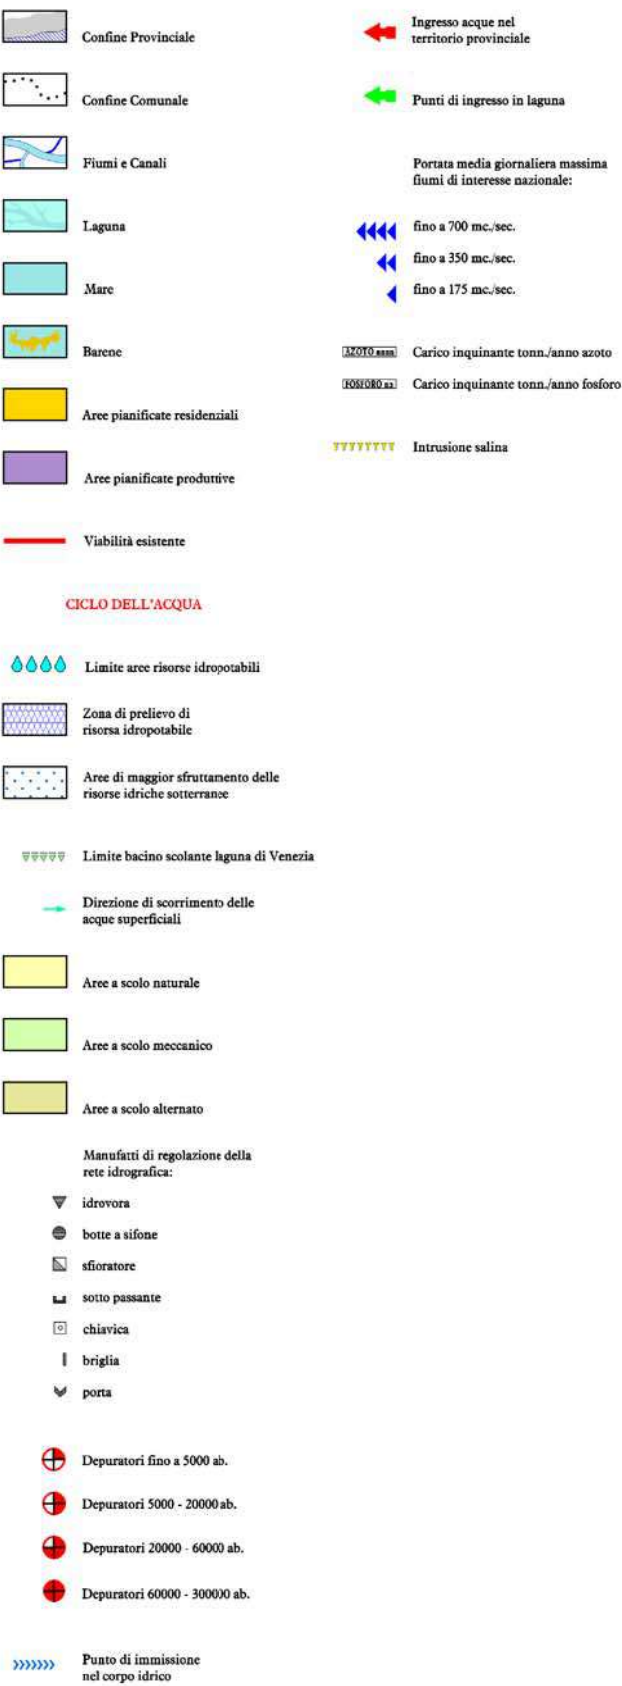 Confine Provinciale
Confine Comunale
Fiumi e Canali
Laguna
Mare
Barene
Aree pianificate residenziali
Aree pianificate produttive
Viabilità esistente
Ingresso acque nel
territorio provinciale
Punti di ingresso in laguna
Portata media giornaliera massima
fiumi di interesse nazionale:
fino a 700 mc./sec.
fino a 350 mc./sec.
fino a 175 mc./sec.
AZOTO Carico inquinante tonn./anno azoto
FOSFORO Carico inquinante tonn./anno fosforo
Intrusione salina
CICLO DELL'ACQUA
Limite aree risorse idropotabili
Zona di prelievo di
risorsa idropotabile
Aree di maggior sfruttamento delle
risorse idriche sotterranee
Limite bacino scolante laguna di Venezia
Direzione di scorrimento delle
acque superficiali
Aree a scolo naturale
Aree a scolo meccanico
Aree a scolo alternato
Manufatti di regolazione della
rete idrografica:
idrovora
botte a sifone
sfioratore
sotto passante
chiavica
briglia
porta
Depuratori fino a 5000 ab.
Depuratori 5000 - 20000 ab.
Depuratori 20000 - 60000 ab.
Depuratori 60000 - 300000 ab.
Punto di immissione
nel corpo idrico